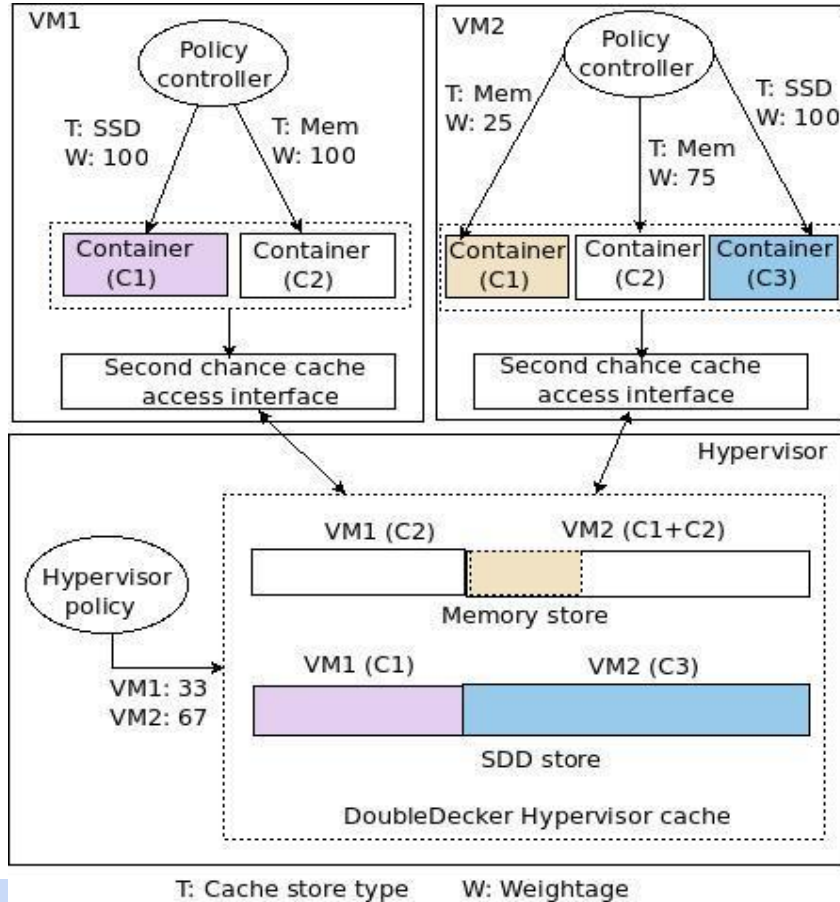 VM1
Policy
controller
T: SSD
W: 100
T: Mem
W: 100
Container
(C1)
Container
(C2)
Second chance cache
access interface
VM2
Policy
controller
T: Mem
W: 25
T: Mem
W: 75
T: SSD
W: 100
Container
(C1)
Container
(C2)
Container
(C3)
Second chance cache
access interface
Hypervisor
Hypervisor
policy
VM1: 33
VM2: 67
VM1 (C2)
VM2 (C1+C2)
Memory store
VM1 (C1)
VM2 (C3)
SDD store
DoubleDecker Hypervisor cache
T: Cache store type
W: Weightage